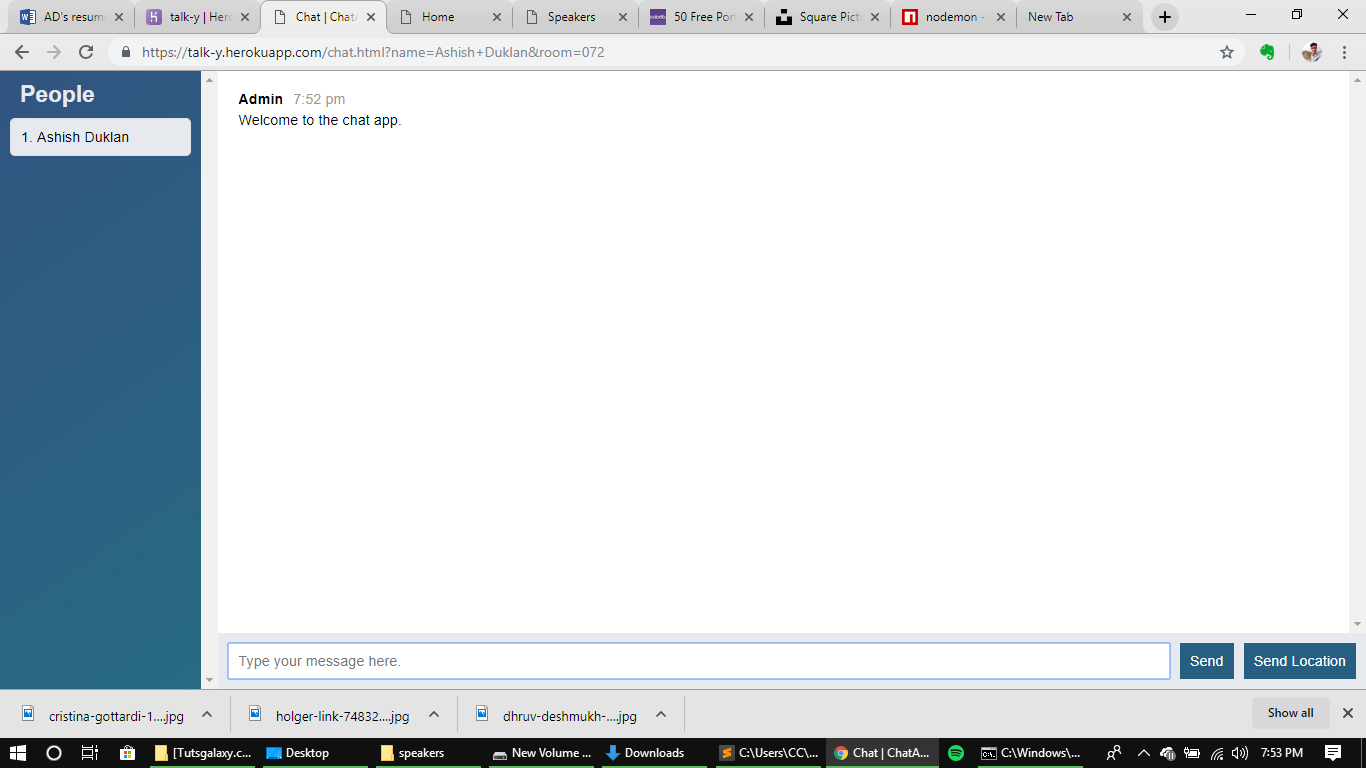 AD's resum
talk-y | Her
Chat | Chat
Home
Speakers
50 Free Por
Square Pict
nodemon -
New Tab
https://talk-y.herokuapp.com/chat.html?name=Ashish+Duklan&room=072
People
1. Ashish Duklan
Admin 7:52 pm
Welcome to the chat app.
Type your message here.
Send
Send Location
cristina-gottardi-1....jpg
holger-link-74832....jpg
dhruv-deshmukh-....jpg
Show all
[Tutsgalaxy.c...
Desktop
speakers
New Volume ...
Downloads
C:\Users\CC\...
Chat | ChatA...
C:\Windows\...
7:53 PM